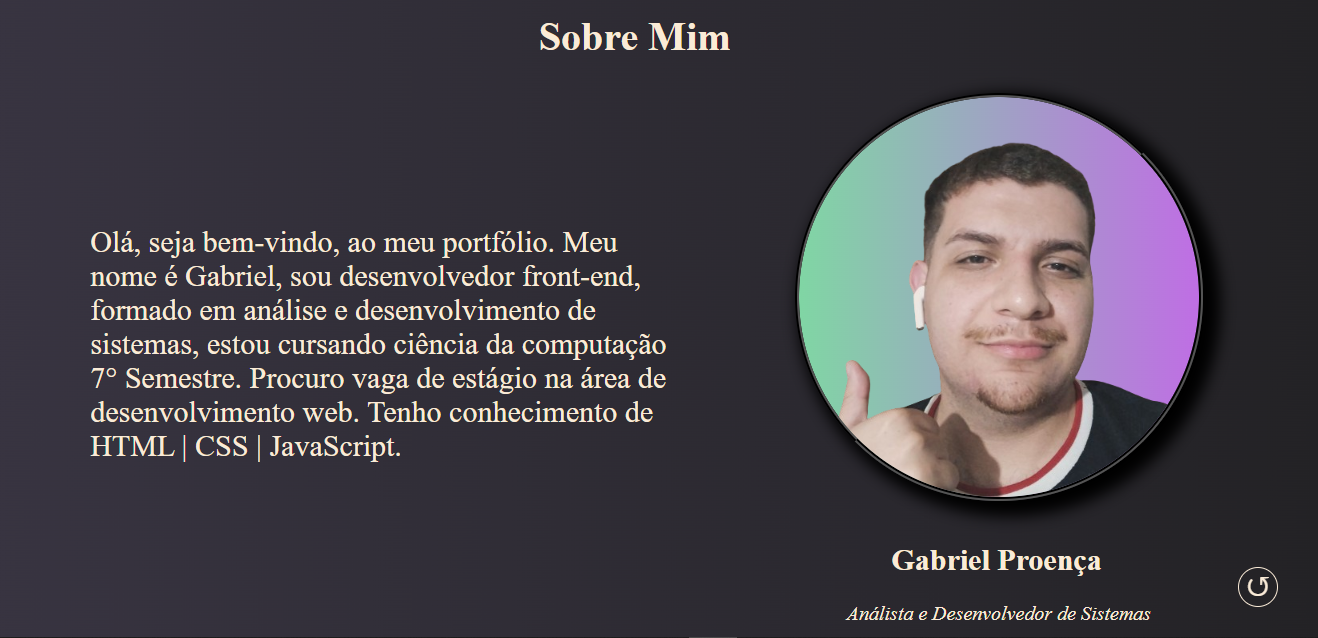 Sobre Mim
Olá, seja bem-vindo, ao meu portfólio. Meu
nome é Gabriel, sou desenvolvedor front-end,
formado em análise e desenvolvimento de
sistemas, estou cursando ciência da computação
7° Semestre. Procuro vaga de estágio na área de
desenvolvimento web. Tenho conhecimento de
HTML | CSS | JavaScript.
Gabriel Proença
Análista e Desenvolvedor de Sistemas